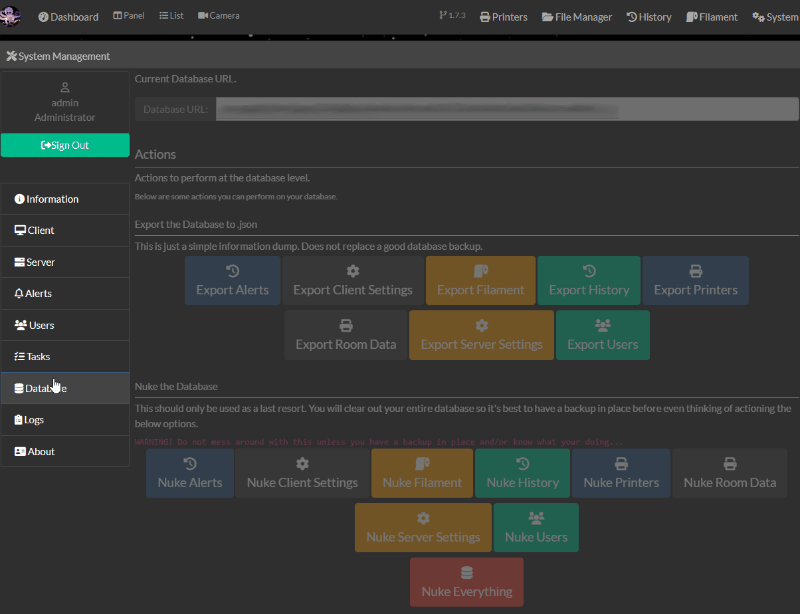 Dashboard Panel List Camera 1.7.3 Printers File Manager History Filament System
System Management
admin
Administrator
Sign Out
Information
Client
Server
Alerts
Users
Tasks
Database
Logs
About
Current Database URL.
Database URL:
Actions
Actions to perform at the database level.
Below are some actions you can perform on your database.
Export the Database to .json
This is just a simple information dump. Does not replace a good database backup.
Export Alerts Export Client Settings Export Filament Export History Export Printers
Export Room Data Export Server Settings Export Users
Nuke the Database
This should only be used as a last resort. You will clear out your entire database so it's best to have a backup in place before even thinking of actioning the
below options.
WARNING! Do not mess around with this unless you have a backup in place and/or know what your doing...
Nuke Alerts Nuke Client Settings Nuke Filament Nuke History Nuke Printers Nuke Room Data
Nuke Server Settings Nuke Users
Nuke Everything